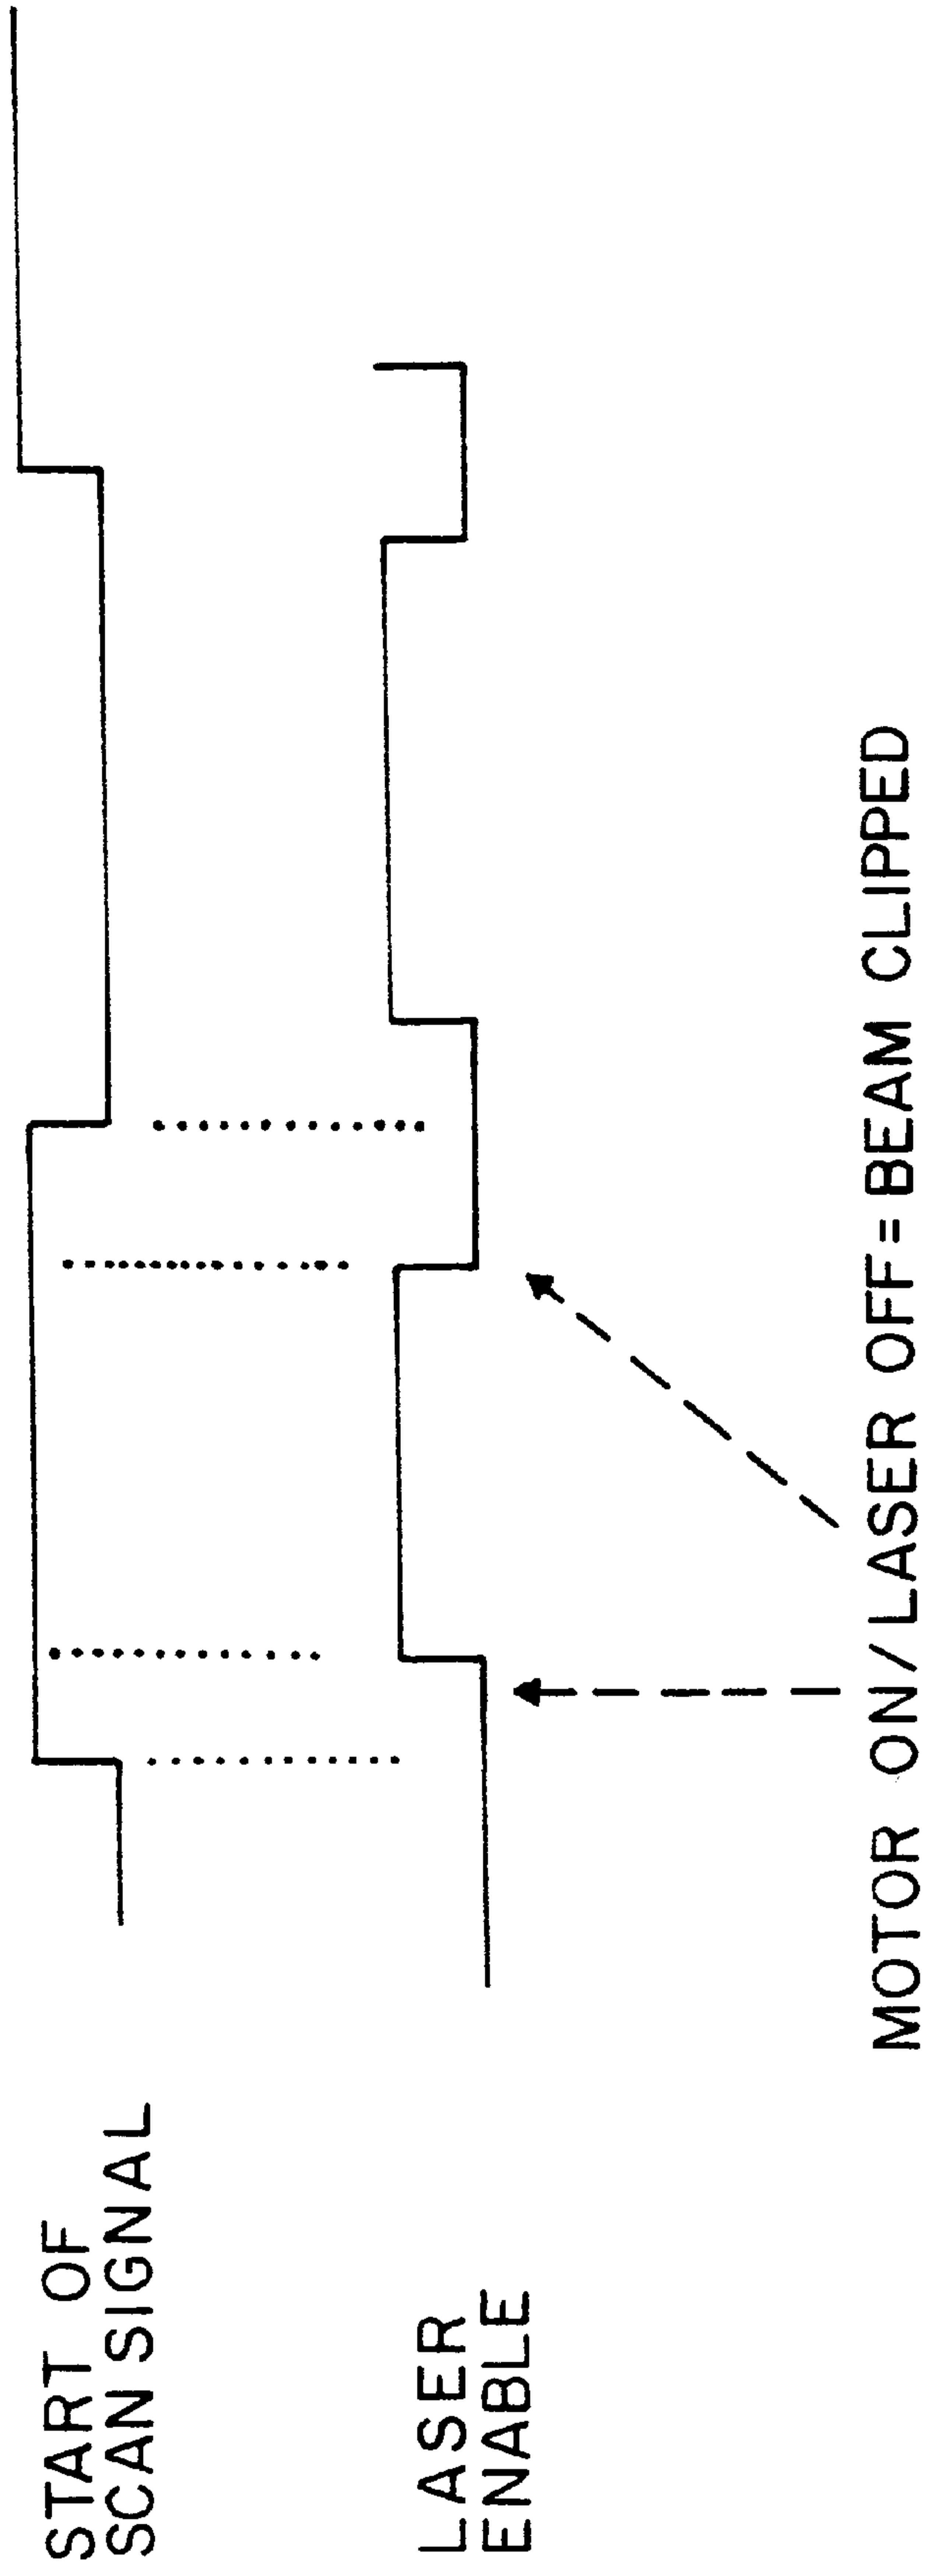 START OF
SCAN SIGNAL
LASER
ENABLE
MOTOR ON/LASER OFF=BEAM CLIPPED